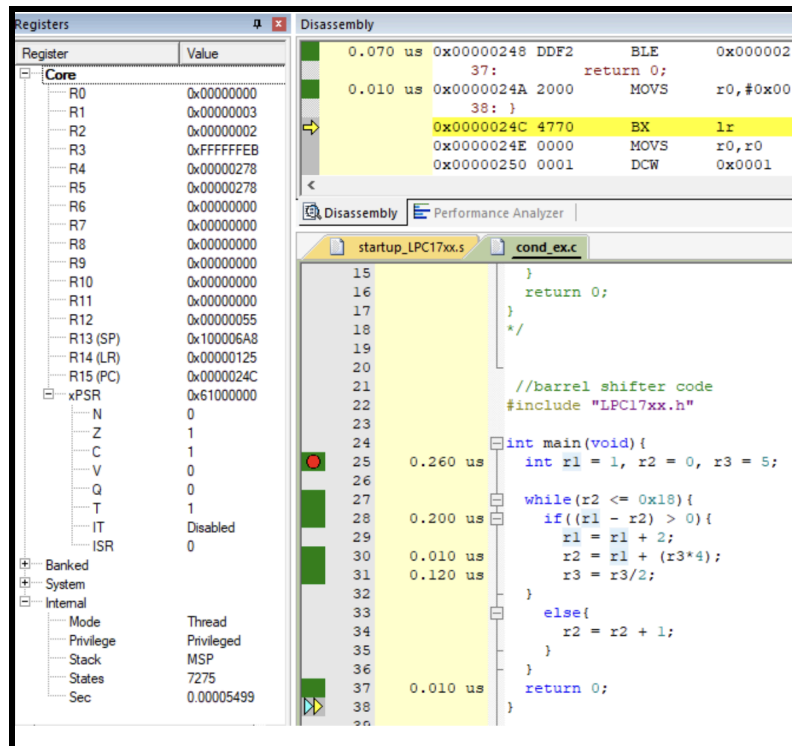 Registers
Register Value
Core
R0 0x00000000
R1 0x00000003
R2 0x00000002
R3 0xFFFFFFEB
R4 0x00000278
R5 0x00000278
R6 0x00000000
R7 0x00000000
R8 0x00000000
R9 0x00000000
R10 0x00000000
R11 0x00000000
R12 0x00000055
R13 (SP) 0x100006A8
R14 (LR) 0x00000125
R15 (PC) 0x0000024C
xPSR 0x61000000
N 0
Z 1
C 1
V 0
Q 0
T 1
IT Disabled
ISR 0
Banked
System
Internal
Mode Thread
Privilege Privileged
Stack MSP
States 7275
Sec 0.00005499
Disassembly
0.070 us 0x00000248 DDF2 BLE 0x000002
37: return 0;
0.010 us 0x0000024A 2000 MOVS r0,#0x00
38: }
0x0000024C 4770 BX lr
0x0000024E 0000 MOVS r0,r0
0x00000250 0001 DCW 0x0001
Disassembly Performance Analyzer
startup_LPC17xx.s cond_ex.c
15 }
16 return 0;
17 }
18 */
19
20
21 //barrel shifter code
22 #include "LPC17xx.h"
23
24 int main(void){
25 0.260 us int r1 = 1, r2 = 0, r3 = 5;
26
27 while(r2 <= 0x18){
28 0.200 us if((r1 - r2) > 0){
29 r1 = r1 + 2;
30 0.010 us r2 = r1 + (r3*4);
31 0.120 us r3 = r3/2;
32 }
33 else{
34 r2 = r2 + 1;
35 }
36 }
37 0.010 us return 0;
38 }